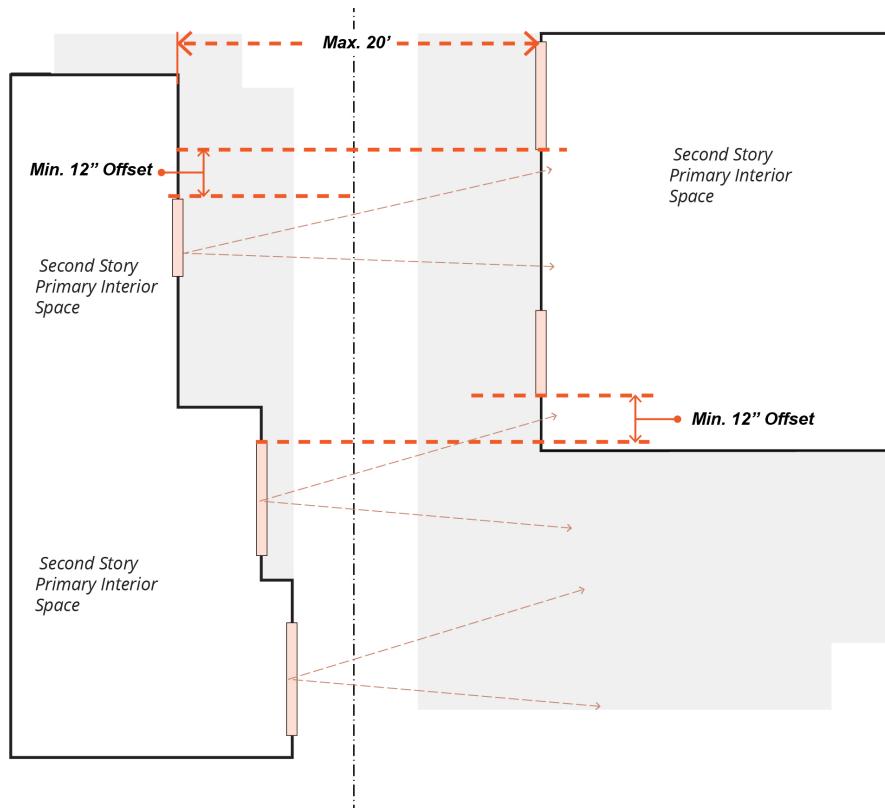 Max. 20’
Min. 12” Offset
Second Story
Primary Interior
Space
Second Story
Primary Interior
Space
Min. 12” Offset
Second Story
Primary Interior
Space